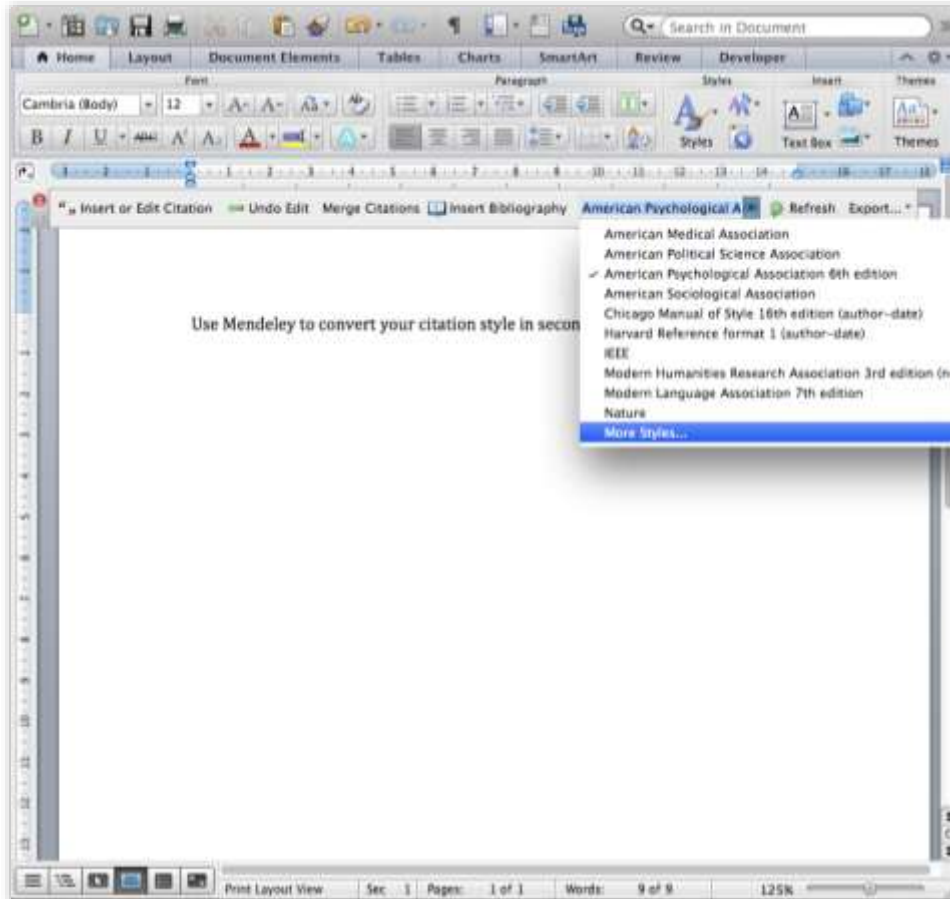 Search in Document
Home Layout Document Elements Tables Charts SmartArt Review Developer
Font Paragraph Styles Insert Themes
Cambria (Body) 12 A A Aa Aa
B I U ABC A A A Styles Text Box Themes
Insert or Edit Citation Undo Edit Merge Citations Insert Bibliography American Psychological A Refresh Export...
American Medical Association
American Political Science Association
✓ American Psychological Association 6th edition
American Sociological Association
Chicago Manual of Style 16th edition (author-date)
Harvard Reference format 1 (author-date)
IEEE
Modern Humanities Research Association 3rd edition (n
Modern Language Association 7th edition
Nature
More Styles...
Use Mendeley to convert your citation style in secon
Print Layout View Sec 1 Pages: 1 of 1 Words: 9 of 9 125%